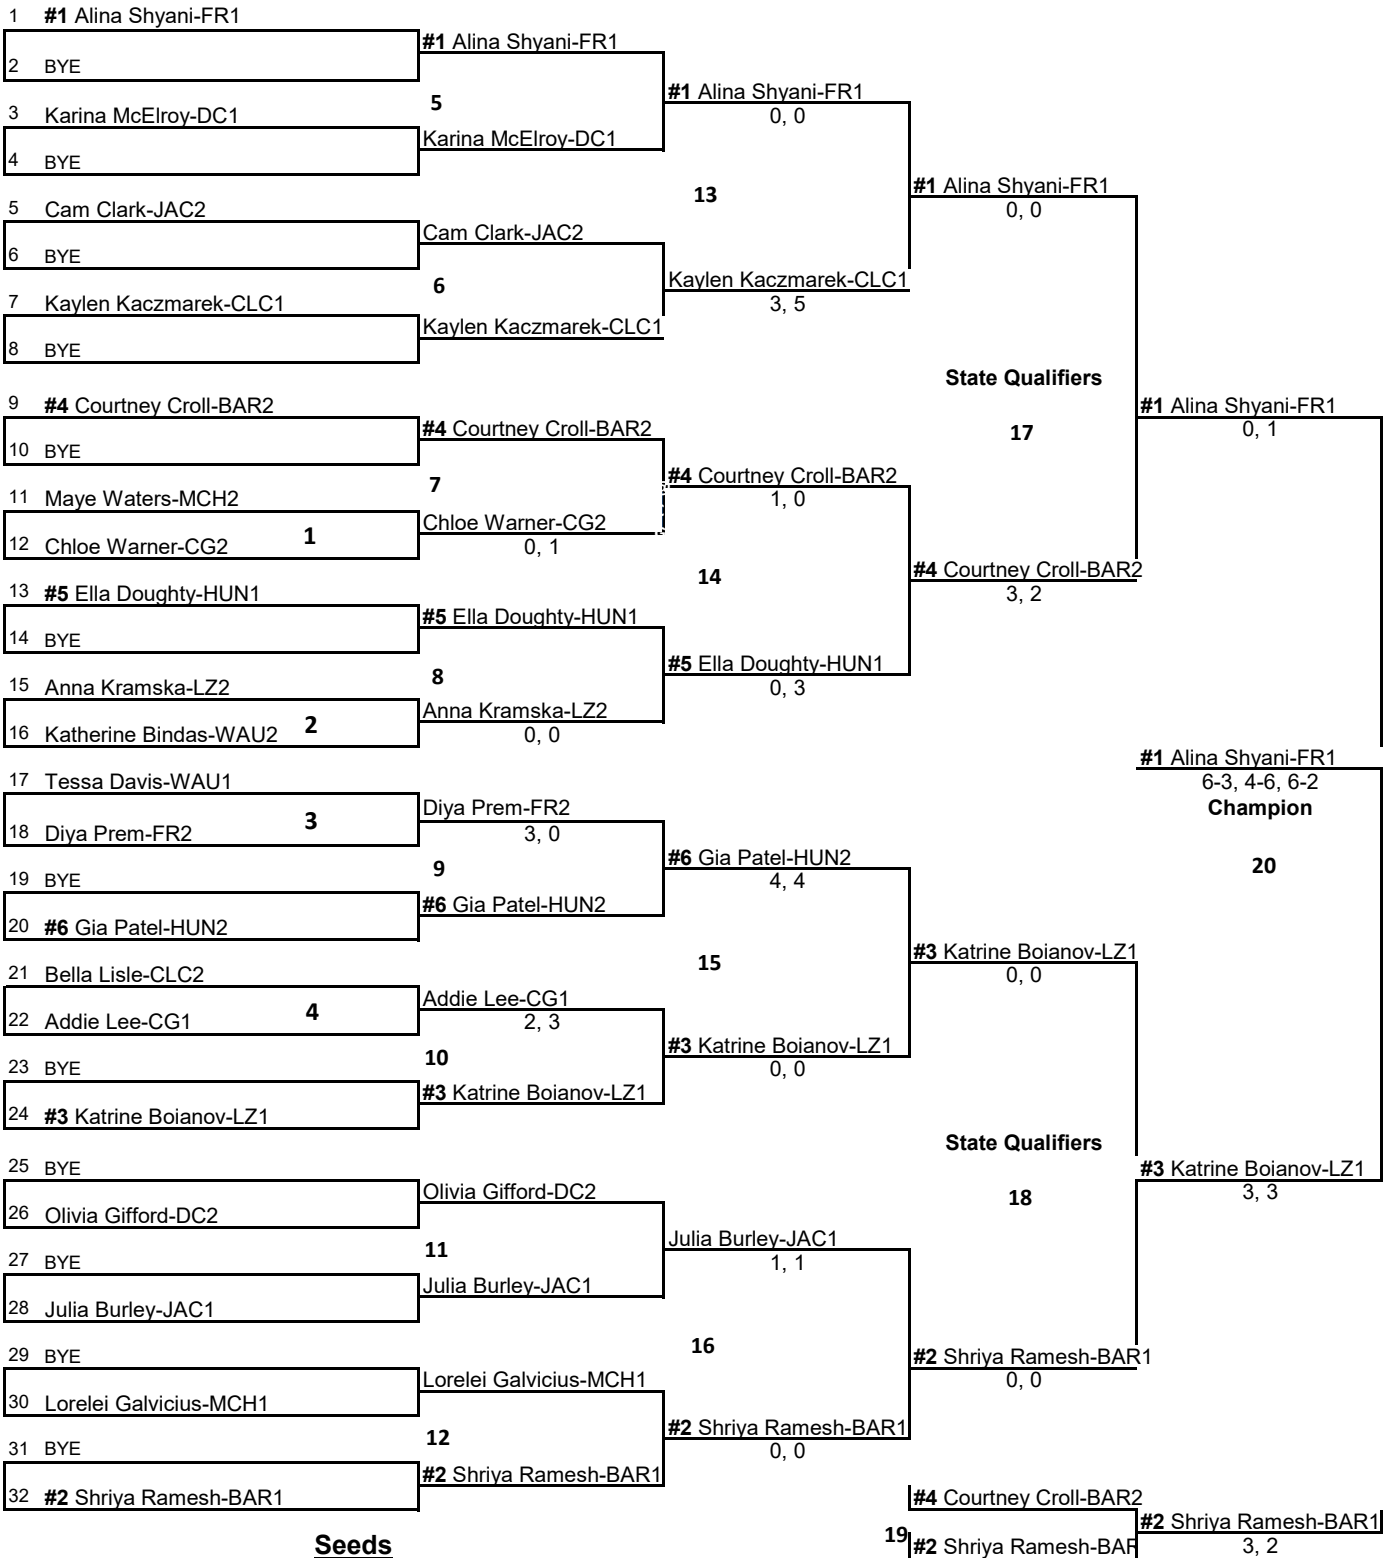 1 #1 Alina Shyani-FR1
#1 Alina Shyani-FR1
2 BYE
#1 Alina Shyani-FR1
5
0, 0
3 Karina McElroy-DC1
Karina McElroy-DC1
4 BYE
#1 Alina Shyani-FR1
13
0, 0
5 Cam Clark-JAC2
Cam Clark-JAC2
6 BYE
Kaylen Kaczmarek-CLC1
6
3, 5
7 Kaylen Kaczmarek-CLC1
Kaylen Kaczmarek-CLC1
8 BYE
State Qualifiers
9 #4 Courtney Croll-BAR2
#1 Alina Shyani-FR1
#4 Courtney Croll-BAR2
17
0, 1
10 BYE
#4 Courtney Croll-BAR2
7
1, 0
11 Maye Waters-MCH2
Chloe Warner-CG2
12 Chloe Warner-CG2 1
0, 1
#4 Courtney Croll-BAR2
14
3, 2
13 #5 Ella Doughty-HUN1
#5 Ella Doughty-HUN1
14 BYE
#5 Ella Doughty-HUN1
8
0, 3
15 Anna Kramska-LZ2
Anna Kramska-LZ2
16 Katherine Bindas-WAU2 2
0, 0
#1 Alina Shyani-FR1
17 Tessa Davis-WAU1
6-3, 4-6, 6-2
Diya Prem-FR2
Champion
18 Diya Prem-FR2 3
3, 0
#6 Gia Patel-HUN2
9
20
19 BYE
4, 4
#6 Gia Patel-HUN2
20 #6 Gia Patel-HUN2
#3 Katrine Boianov-LZ1
15
0, 0
21 Bella Lisle-CLC2
Addie Lee-CG1
22 Addie Lee-CG1 4
2, 3
#3 Katrine Boianov-LZ1
10
0, 0
23 BYE
#3 Katrine Boianov-LZ1
24 #3 Katrine Boianov-LZ1
State Qualifiers
25 BYE
#3 Katrine Boianov-LZ1
Olivia Gifford-DC2
18
3, 3
26 Olivia Gifford-DC2
Julia Burley-JAC1
11
1, 1
27 BYE
Julia Burley-JAC1
28 Julia Burley-JAC1
16
#2 Shriya Ramesh-BAR1
29 BYE
0, 0
Lorelei Galvicius-MCH1
30 Lorelei Galvicius-MCH1
#2 Shriya Ramesh-BAR1
12
0, 0
31 BYE
#2 Shriya Ramesh-BAR1
32 #2 Shriya Ramesh-BAR1
#4 Courtney Croll-BAR2
#2 Shriya Ramesh-BAR1
Seeds
19 #2 Shriya Ramesh-BAR
3, 2